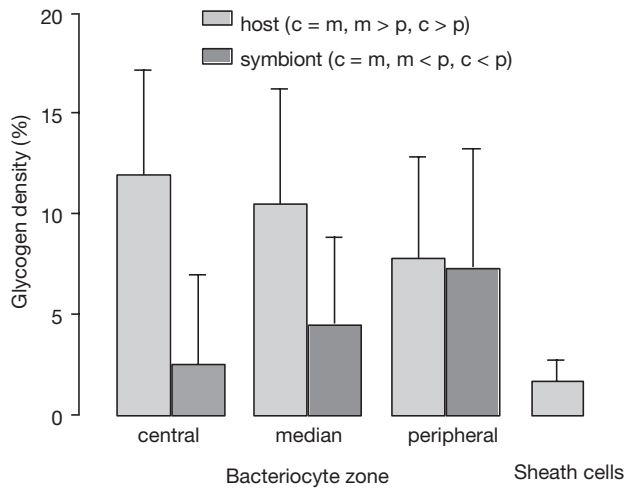 20
host (c = m, m > p, c > p)
symbiont (c = m, m < p, c < p)
15
Glycogen density (%)
10
5
0
central median peripheral
Bacteriocyte zone Sheath cells